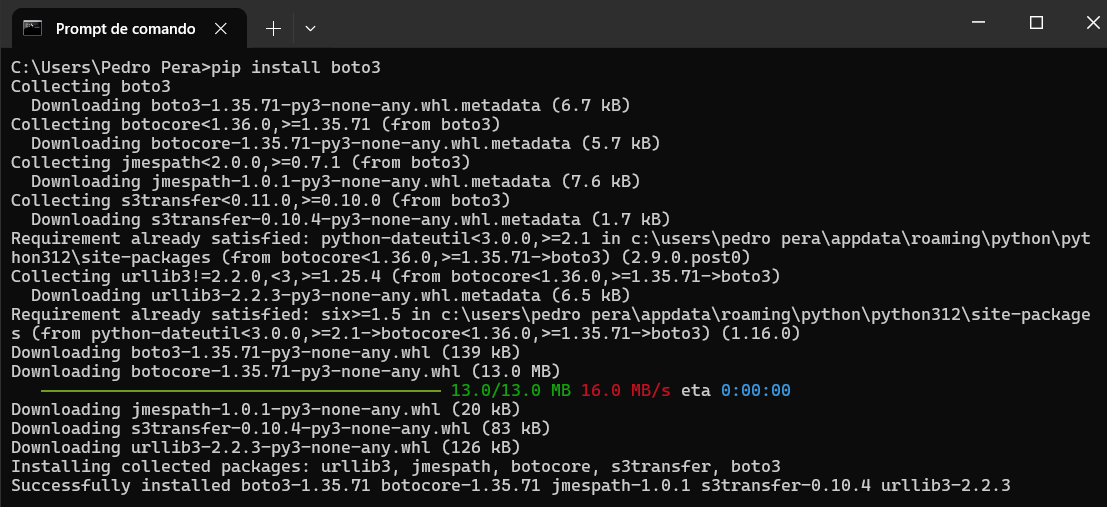 Prompt de comando
C:\Users\Pedro Pera>pip install boto3
Collecting boto3
  Downloading boto3-1.35.71-py3-none-any.whl.metadata (6.7 kB)
Collecting botocore<1.36.0,>=1.35.71 (from boto3)
  Downloading botocore-1.35.71-py3-none-any.whl.metadata (5.7 kB)
Collecting jmespath<2.0.0,>=0.7.1 (from boto3)
  Downloading jmespath-1.0.1-py3-none-any.whl.metadata (7.6 kB)
Collecting s3transfer<0.11.0,>=0.10.0 (from boto3)
  Downloading s3transfer-0.10.4-py3-none-any.whl.metadata (1.7 kB)
Requirement already satisfied: python-dateutil<3.0.0,>=2.1 in c:\users\pedro pera\appdata\roaming\python\pyt
hon312\site-packages (from botocore<1.36.0,>=1.35.71->boto3) (2.9.0.post0)
Collecting urllib3!=2.2.0,<3,>=1.25.4 (from botocore<1.36.0,>=1.35.71->boto3)
  Downloading urllib3-2.2.3-py3-none-any.whl.metadata (6.5 kB)
Requirement already satisfied: six>=1.5 in c:\users\pedro pera\appdata\roaming\python\python312\site-package
s (from python-dateutil<3.0.0,>=2.1->botocore<1.36.0,>=1.35.71->boto3) (1.16.0)
Downloading boto3-1.35.71-py3-none-any.whl (139 kB)
Downloading botocore-1.35.71-py3-none-any.whl (13.0 MB)
13.0/13.0 MB 16.0 MB/s eta 0:00:00
Downloading jmespath-1.0.1-py3-none-any.whl (20 kB)
Downloading s3transfer-0.10.4-py3-none-any.whl (83 kB)
Downloading urllib3-2.2.3-py3-none-any.whl (126 kB)
Installing collected packages: urllib3, jmespath, botocore, s3transfer, boto3
Successfully installed boto3-1.35.71 botocore-1.35.71 jmespath-1.0.1 s3transfer-0.10.4 urllib3-2.2.3